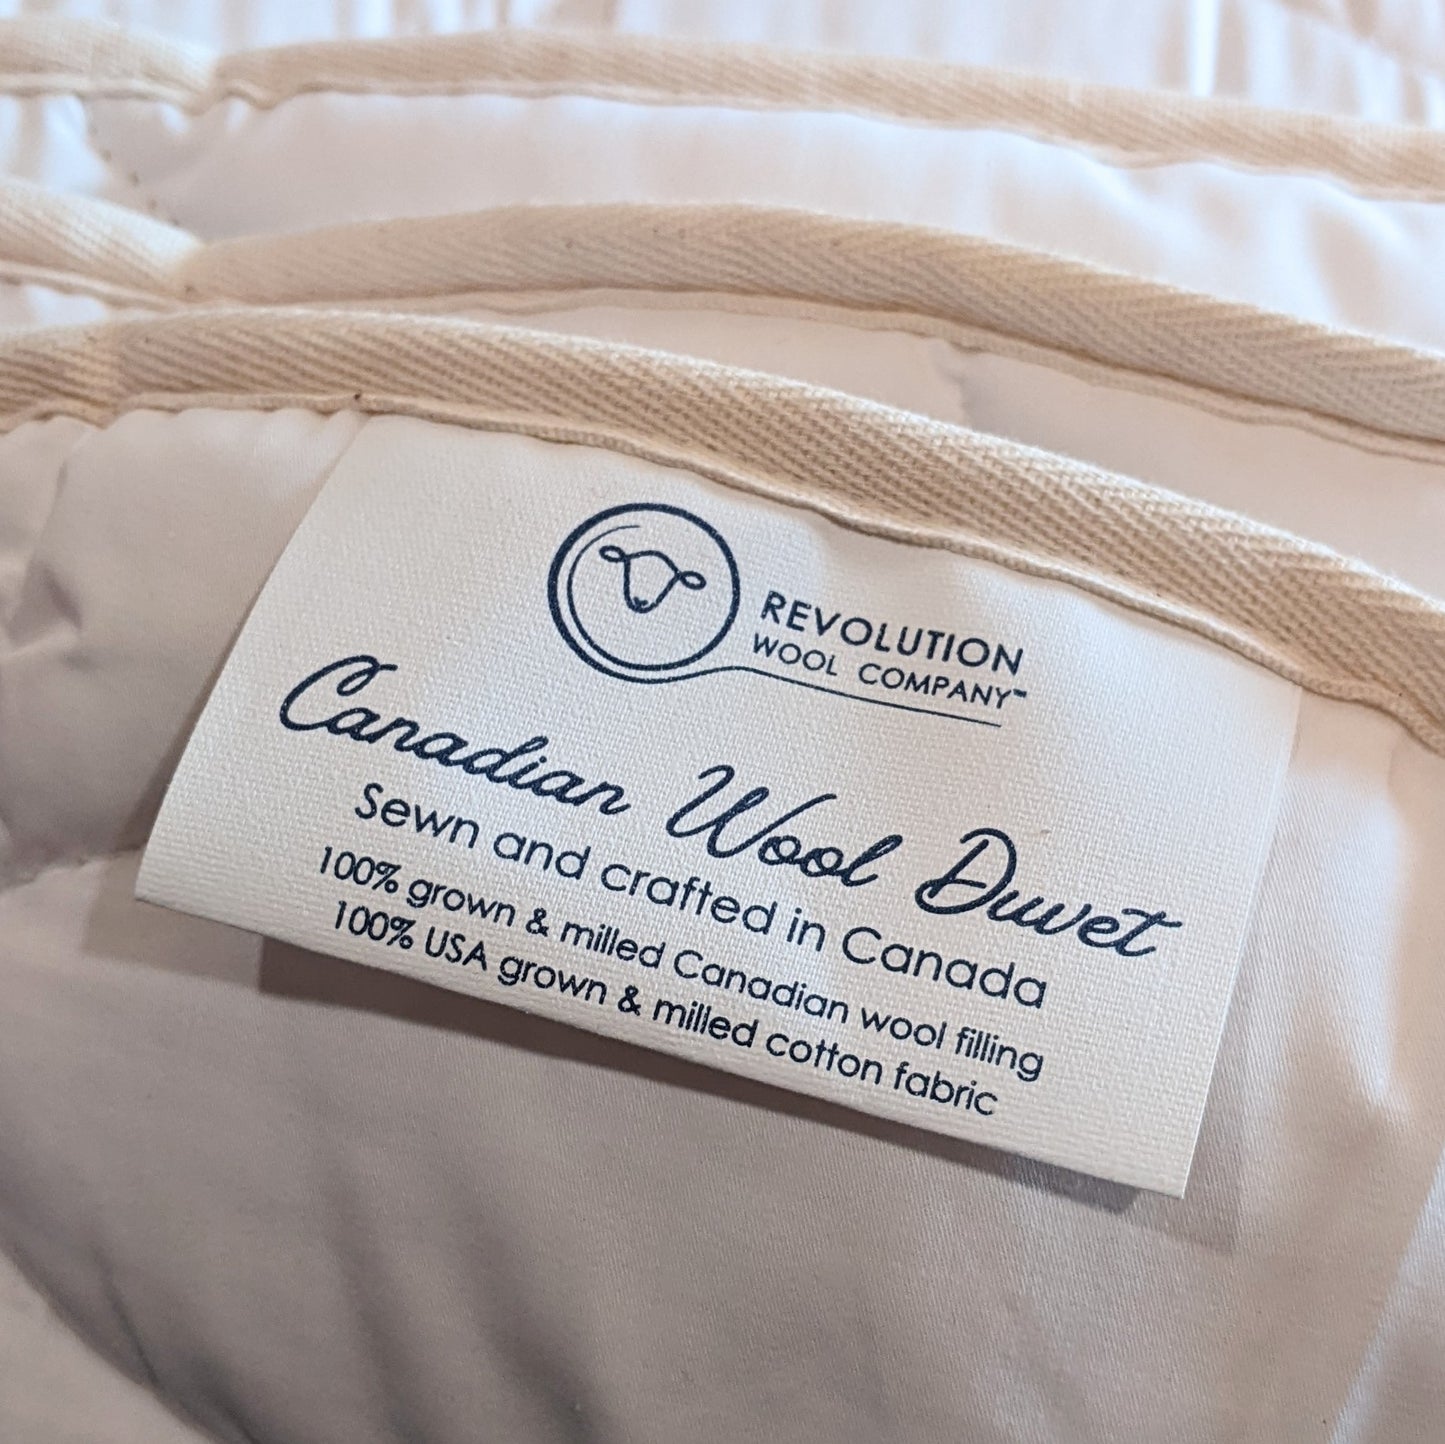 REVOLUTION
WOOL COMPANY™
Canadian Wool Duvet
Sewn and crafted in Canada
100% grown & milled Canadian wool filling
100% USA grown & milled cotton fabric